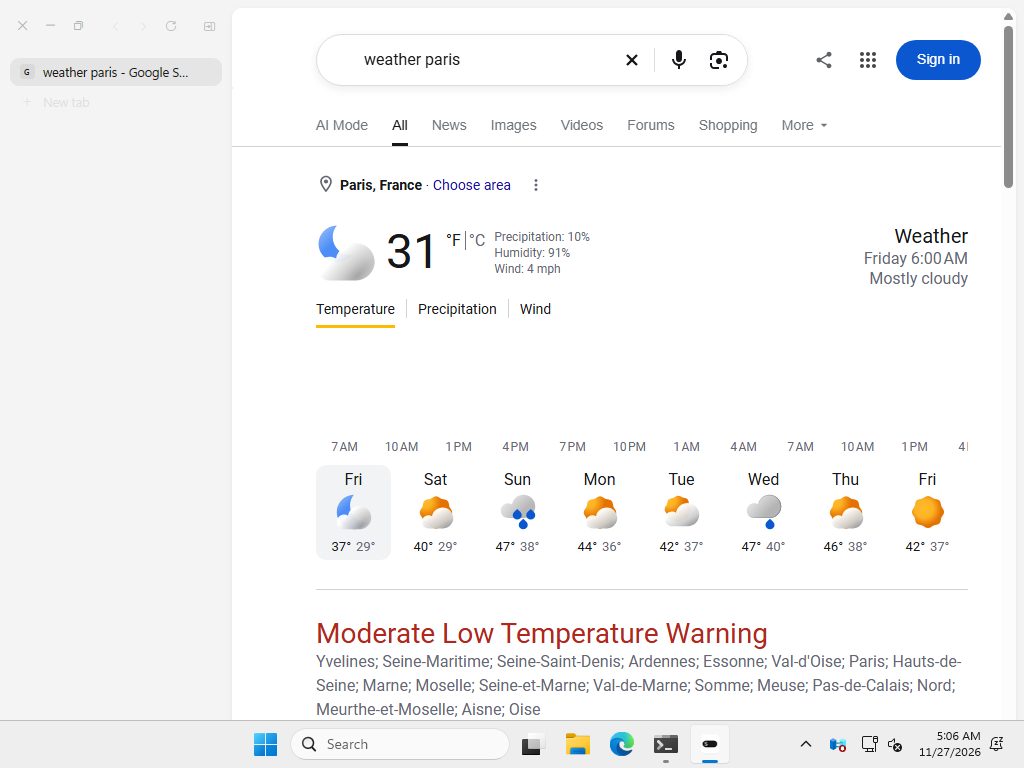 weather paris - Google S...
New tab
weather paris
Sign in
AI Mode All News Images Videos Forums Shopping More
Paris, France · Choose area
31 °F | °C
Precipitation: 10%
Humidity: 91%
Wind: 4 mph
Weather
Friday 6:00 AM
Mostly cloudy
Temperature Precipitation Wind
7 AM 10 AM 1 PM 4 PM 7 PM 10 PM 1 AM 4 AM 7 AM 10 AM 1 PM
Fri Sat Sun Mon Tue Wed Thu Fri
37° 29° 40° 29° 47° 38° 44° 36° 42° 37° 47° 40° 46° 38° 42° 37°
Moderate Low Temperature Warning
Yvelines; Seine-Maritime; Seine-Saint-Denis; Ardennes; Essonne; Val-d'Oise; Paris; Hauts-de-
Seine; Marne; Moselle; Seine-et-Marne; Val-de-Marne; Somme; Meuse; Pas-de-Calais; Nord;
Meurthe-et-Moselle; Aisne; Oise
Search
5:06 AM
11/27/2026